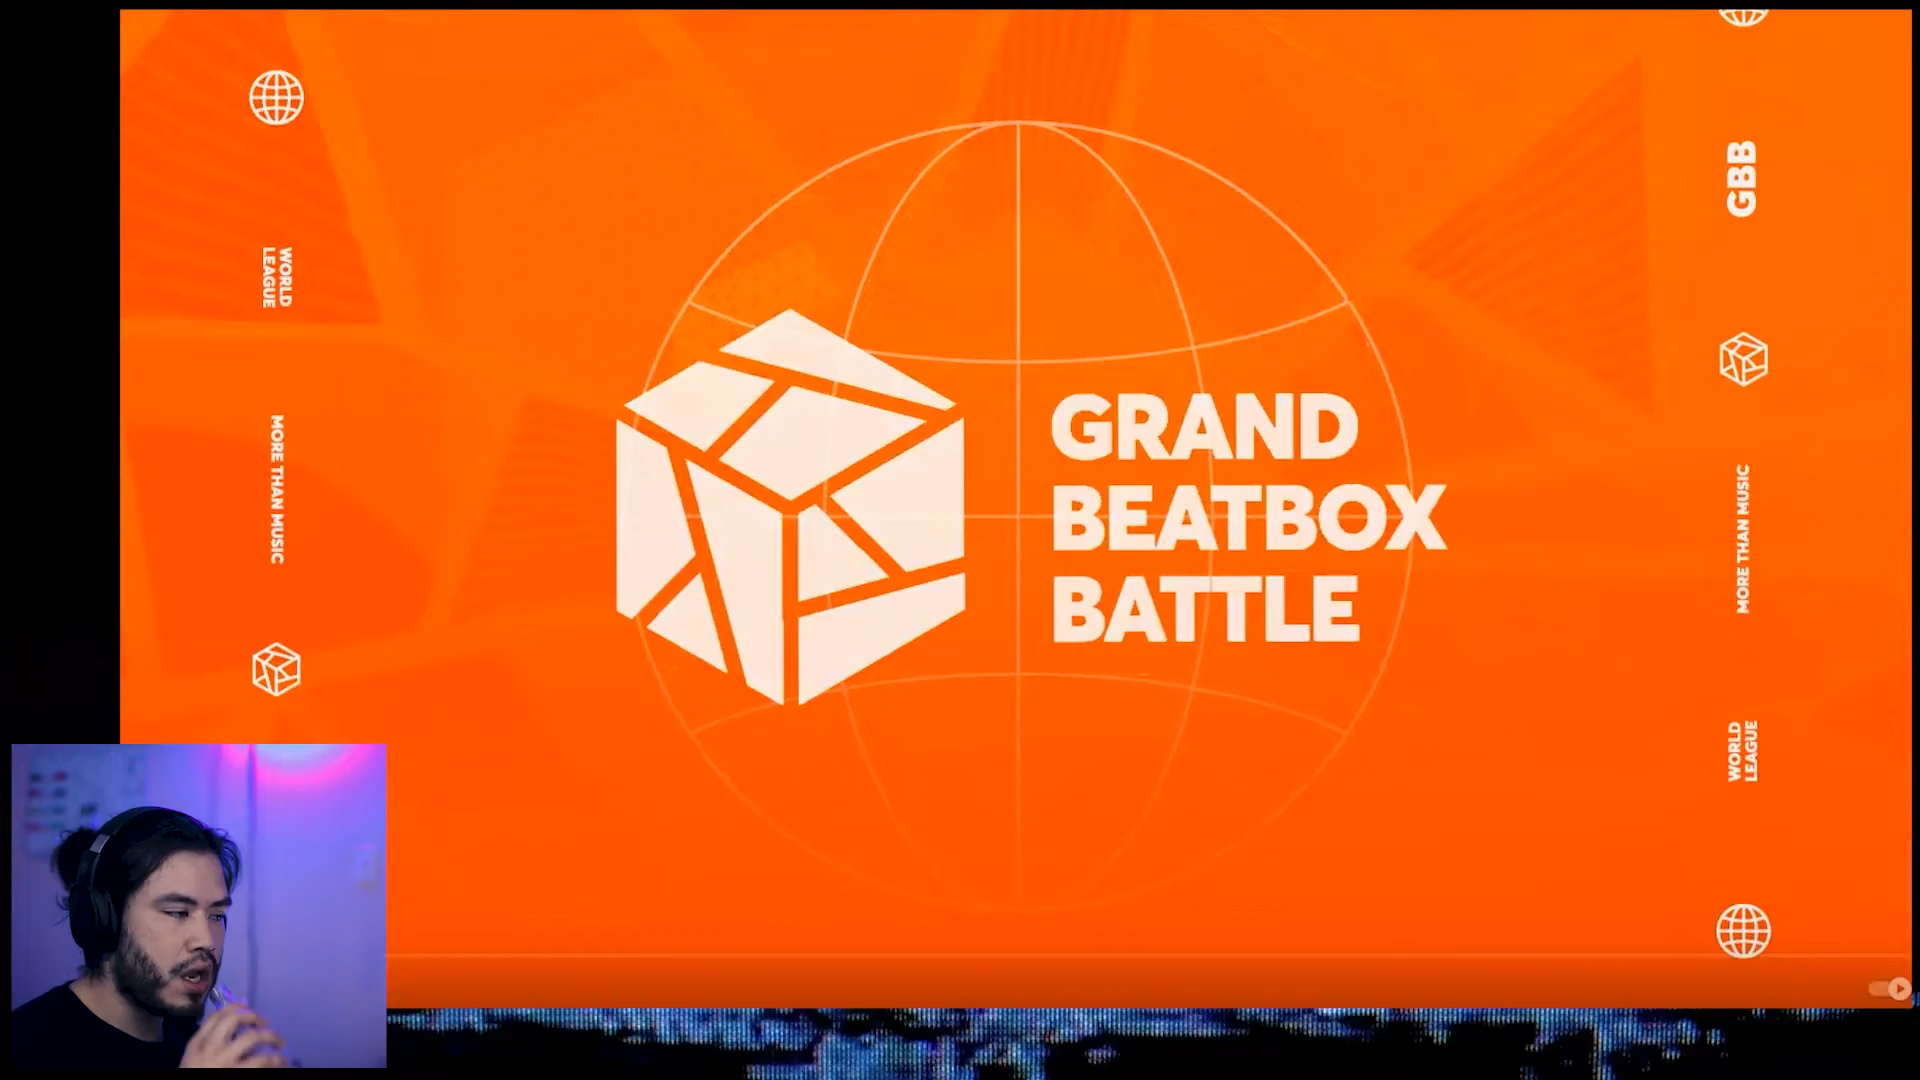 WORLD
LEAGUE
MORE THAN MUSIC
GRAND
BEATBOX
BATTLE
GBB
MORE THAN MUSIC
WORLD
LEAGUE